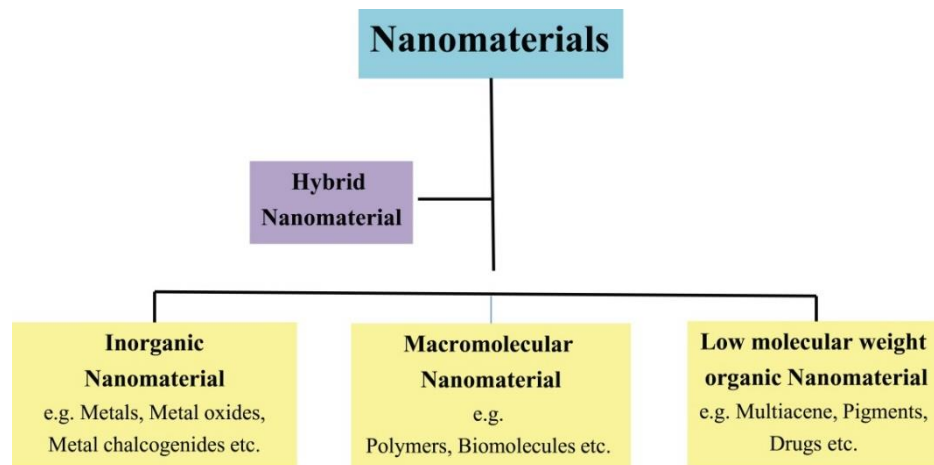 Nanomaterials
Hybrid
Nanomaterial
Inorganic
Nanomaterial
e.g. Metals, Metal oxides,
Metal chalcogenides etc.
Macromolecular
Nanomaterial
e.g.
Polymers, Biomolecules etc.
Low molecular weight
organic Nanomaterial
e.g. Multiacene, Pigments,
Drugs etc.